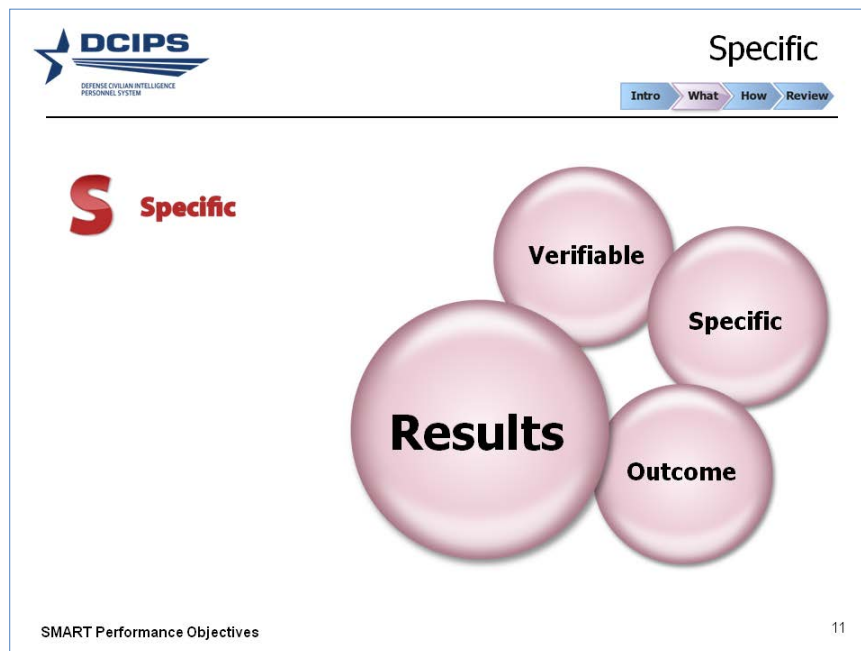 DCIPS
DEFENSE CIVILIAN INTELLIGENCE
PERSONNEL SYSTEM
Specific
Intro What How Review
S Specific
Verifiable
Specific
Results
Outcome
SMART Performance Objectives
11